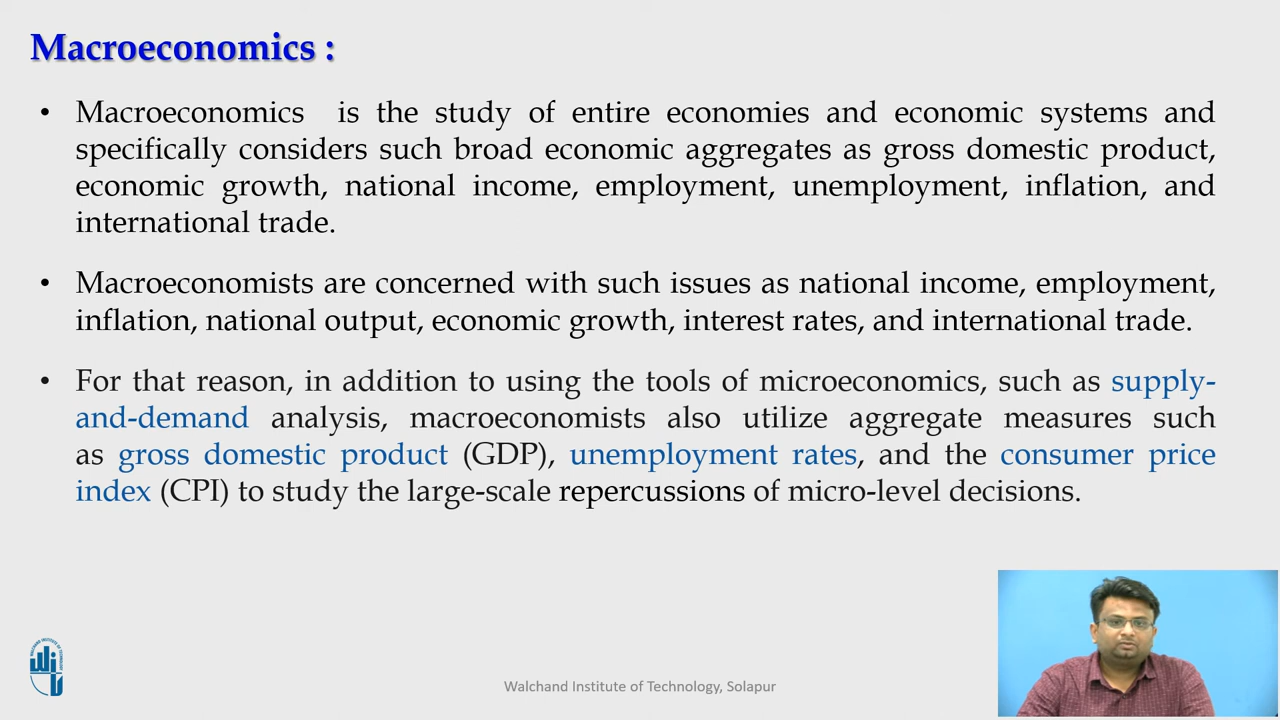 Macroeconomics :
• Macroeconomics is the study of entire economies and economic systems and
specifically considers such broad economic aggregates as gross domestic product,
economic growth, national income, employment, unemployment, inflation, and
international trade.
• Macroeconomists are concerned with such issues as national income, employment,
inflation, national output, economic growth, interest rates, and international trade.
• For that reason, in addition to using the tools of microeconomics, such as supply-
and-demand analysis, macroeconomists also utilize aggregate measures such
as gross domestic product (GDP), unemployment rates, and the consumer price
index (CPI) to study the large-scale repercussions of micro-level decisions.
Walchand Institute of Technology, Solapur